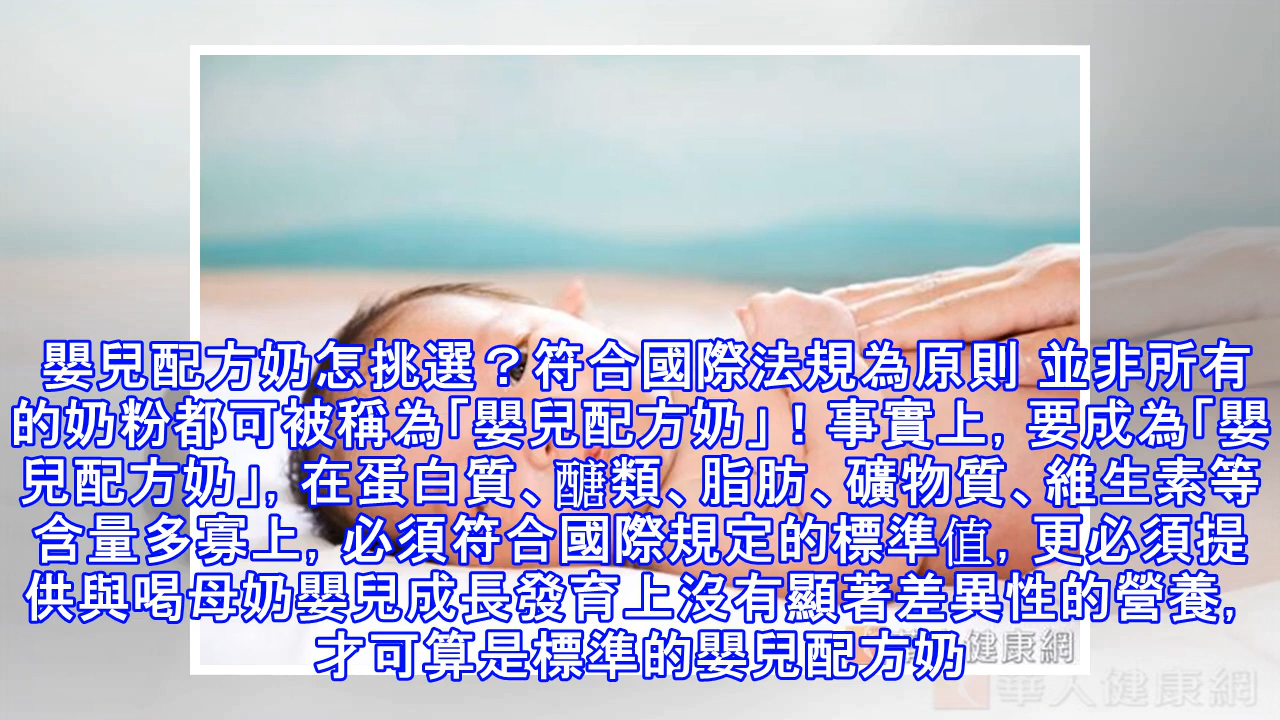 嬰兒配方奶怎挑選？符合國際法規為原則 並非所有
的奶粉都可被稱為「嬰兒配方奶」！事實上, 要成為「嬰
兒配方奶」, 在蛋白質、醣類、脂肪、礦物質、維生素等
含量多寡上, 必須符合國際規定的標準值, 更必須提
供與喝母奶嬰兒成長發育上沒有顯著差異性的營養,
才可算是標準的嬰兒配方奶
健康網
華人健康網